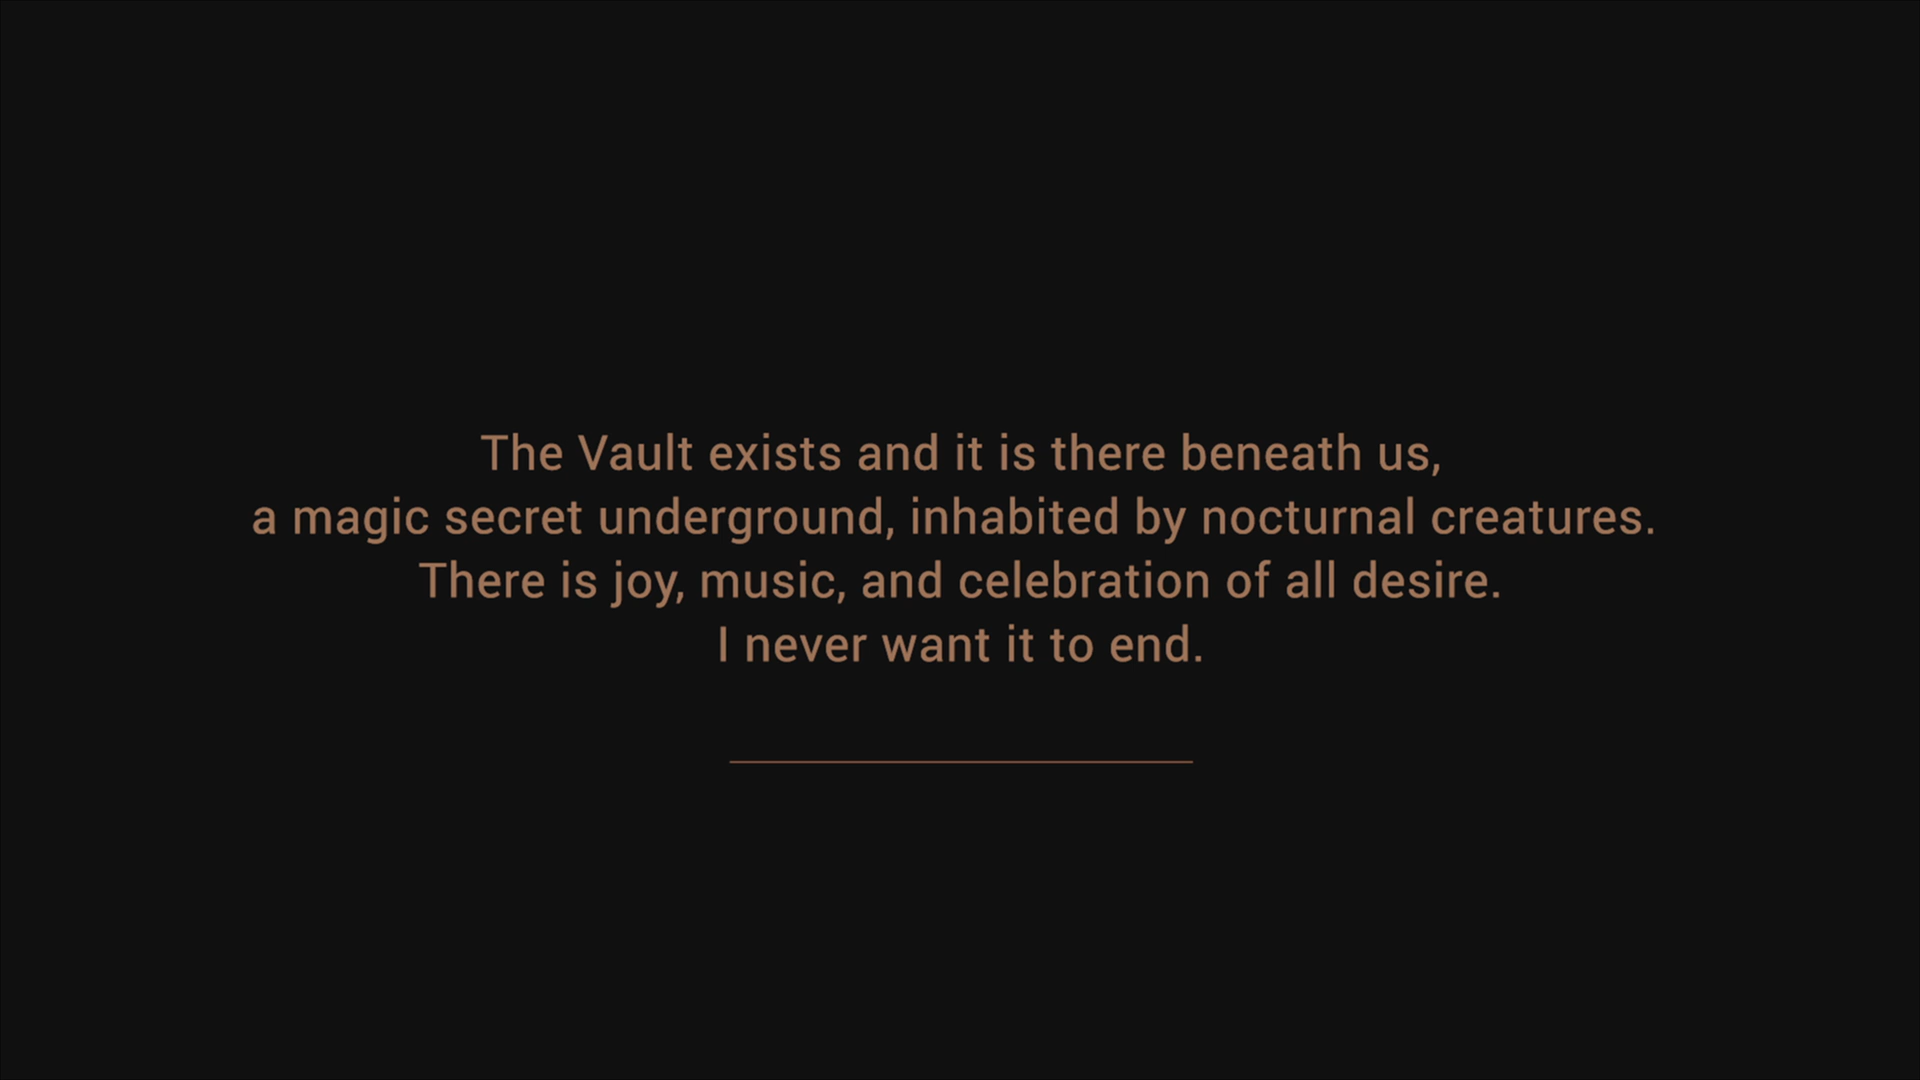 The Vault exists and it is there beneath us,
a magic secret underground, inhabited by nocturnal creatures.
There is joy, music, and celebration of all desire.
I never want it to end.